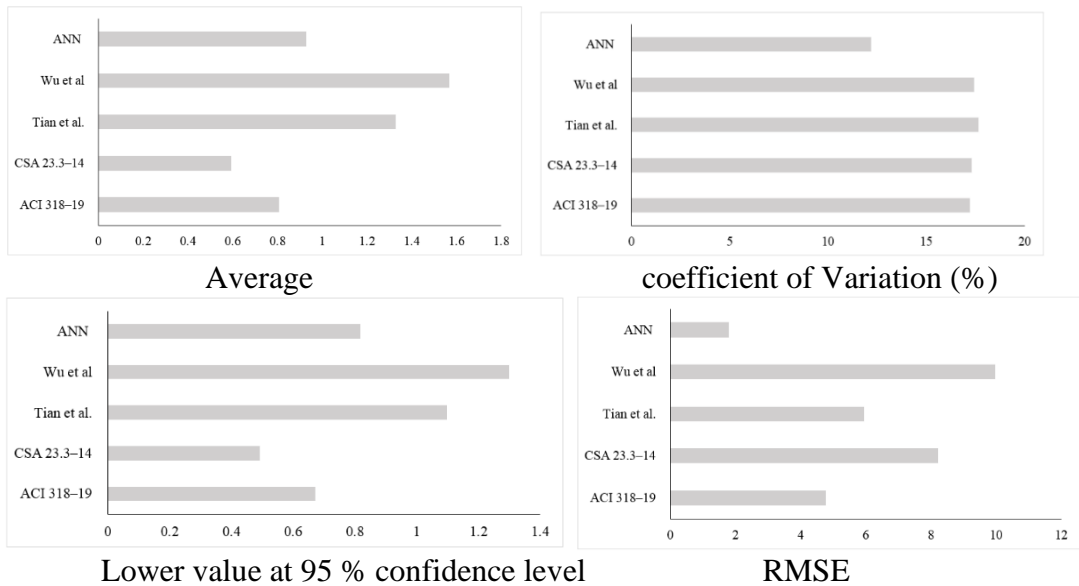 ANN
Wu et al
Tian et al.
CSA 23.3–14
ACI 318–19
0 0.2 0.4 0.6 0.8 1 1.2 1.4 1.6 1.8
Average
ANN
Wu et al
Tian et al.
CSA 23.3–14
ACI 318–19
0 5 10 15 20
coefficient of Variation (%)
ANN
Wu et al
Tian et al.
CSA 23.3–14
ACI 318–19
0 0.2 0.4 0.6 0.8 1 1.2 1.4
Lower value at 95 % confidence level
ANN
Wu et al
Tian et al.
CSA 23.3–14
ACI 318–19
0 2 4 6 8 10 12
RMSE